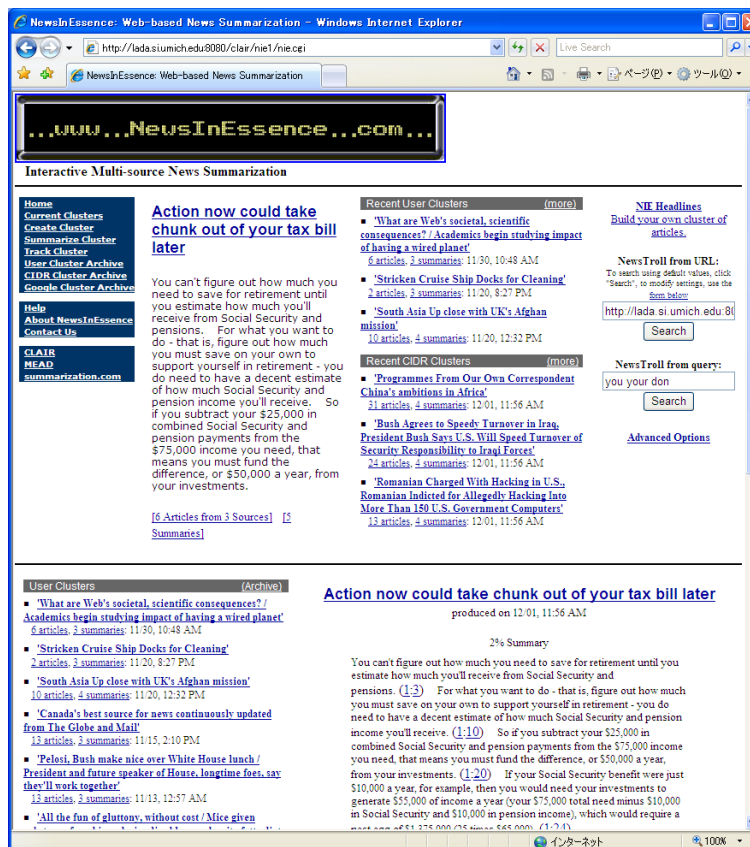 NewsInEssence: Web-based News Summarization - Windows Internet Explorer
http://lada.si.umich.edu:8080/clair/nie1/nie.cgi
Live Search
NewsInEssence: Web-based News Summarization
ページ(P)
ツール(O)
...www...NewsInEssence...com...
Interactive Multi-source News Summarization
Home
Current Clusters
Create Cluster
Summarize Cluster
Track Cluster
User Cluster Archive
CIDR Cluster Archive
Google Cluster Archive
Help
About NewsInEssence
Contact Us
CLAIR
MEAD
summarization.com
Action now could take
chunk out of your tax bill
later
You can't figure out how much you
need to save for retirement until
you estimate how much you'll
receive from Social Security and
pensions. For what you want to
do - that is, figure out how much
you must save on your own to
support yourself in retirement - you
do need to have a decent estimate
of how much Social Security and
pension income you'll receive. So
if you subtract your $25,000 in
combined Social Security and
pension payments from the
$75,000 income you need, that
means you must fund the
difference, or $50,000 a year, from
your investments.
[6 Articles from 3 Sources] [5
Summaries]
Recent User Clusters (more)
'What are Web's societal, scientific
consequences? / Academics begin studying impact
of having a wired planet'
6 articles, 3 summaries: 11/30, 10:48 AM
'Stricken Cruise Ship Docks for Cleaning'
2 articles, 3 summaries: 11/20, 8:27 PM
'South Asia Up close with UK's Afghan
mission'
10 articles, 4 summaries: 11/20, 12:32 PM
Recent CIDR Clusters (more)
'Programmes From Our Own Correspondent
China's ambitions in Africa'
31 articles, 4 summaries: 12/01, 11:56 AM
'Bush Agrees to Speedy Turnover in Iraq,
President Bush Says U.S. Will Speed Turnover of
Security Responsibility to Iraqi Forces'
24 articles, 4 summaries: 12/01, 11:56 AM
'Romanian Charged With Hacking in U.S.,
Romanian Indicted for Allegedly Hacking Into
More Than 150 U.S. Government Computers'
13 articles, 4 summaries: 12/01, 11:56 AM
NIE Headlines
Build your own cluster of
articles.
NewsTroll from URL:
To search using default values, click
"Search", to modify settings, use the
form below
http://lada.si.umich.edu:8(
Search
NewsTroll from query:
you your don
Search
Advanced Options
User Clusters (Archive)
'What are Web's societal, scientific consequences? /
Academics begin studying impact of having a wired planet'
6 articles, 3 summaries: 11/30, 10:48 AM
'Stricken Cruise Ship Docks for Cleaning'
2 articles, 3 summaries: 11/20, 8:27 PM
'South Asia Up close with UK's Afghan mission'
10 articles, 4 summaries: 11/20, 12:32 PM
'Canada's best source for news continuously updated
from The Globe and Mail'
13 articles, 3 summaries: 11/15, 2:10 PM
'Pelosi, Bush make nice over White House lunch /
President and future speaker of House, longtime foes, say
they'll work together'
13 articles, 3 summaries: 11/13, 12:57 AM
'All the fun of gluttony, without cost / Mice given
Action now could take chunk out of your tax bill later
produced on 12/01, 11:56 AM
2% Summary
You can't figure out how much you need to save for retirement until you
estimate how much you'll receive from Social Security and
pensions. (1:3) For what you want to do - that is, figure out how much
you must save on your own to support yourself in retirement - you do
need to have a decent estimate of how much Social Security and pension
income you'll receive. (1:10) So if you subtract your $25,000 in
combined Social Security and pension payments from the $75,000 income
you need, that means you must fund the difference, or $50,000 a year,
from your investments. (1:20) If your Social Security benefit were just
$10,000 a year, for example, then you would need your investments to
generate $55,000 of income a year (your $75,000 total need minus $10,000
in Social Security and $10,000 in pension income), which would require a
nest egg of $1,375,000 (25 times $65,000). (1:24)
インターネット
100%